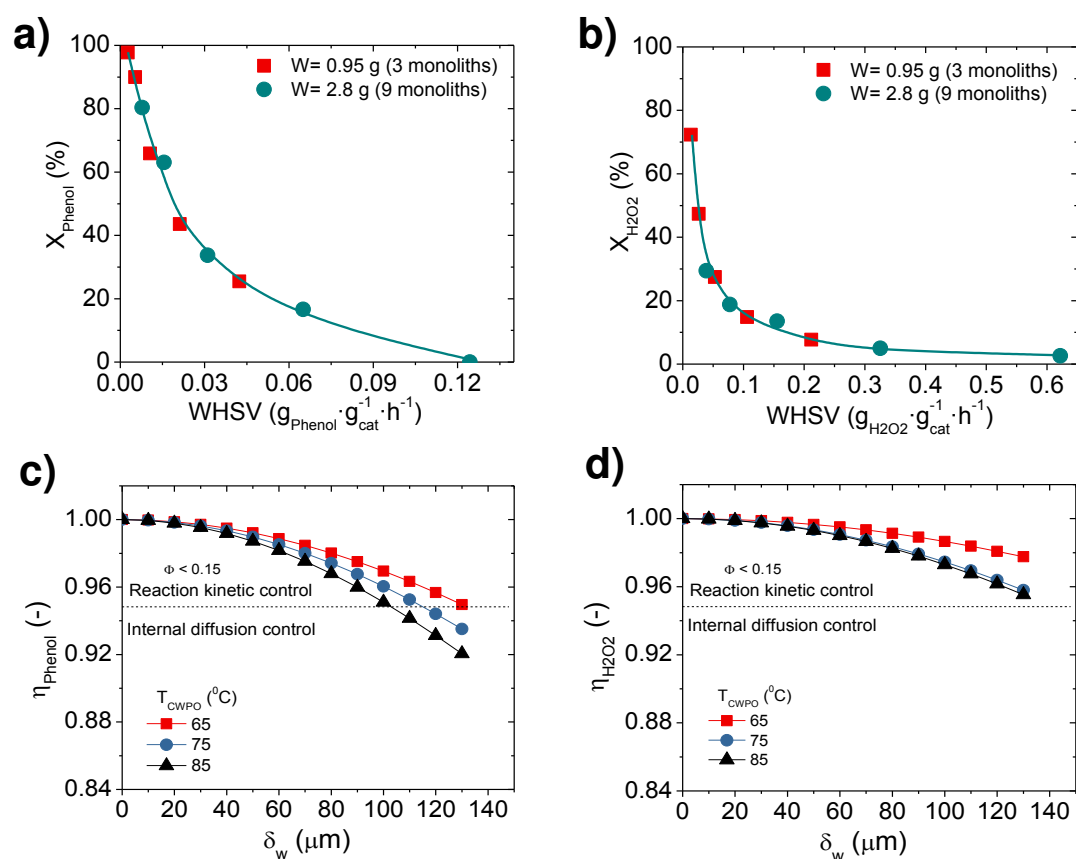 a)
100
80
60
40
20
0
X_Phenol (%)
W= 0.95 g (3 monoliths)
W= 2.8 g (9 monoliths)
0.00 0.03 0.06 0.09 0.12
WHSV (g_Phenol·g_cat^-1·h^-1)
b)
100
80
60
40
20
0
X_H2O2 (%)
W= 0.95 g (3 monoliths)
W= 2.8 g (9 monoliths)
0.0 0.1 0.2 0.3 0.4 0.5 0.6
WHSV (g_H2O2·g_cat^-1·h^-1)
c)
1.00
0.96
0.92
0.88
0.84
η_Phenol (-)
Φ < 0.15
Reaction kinetic control
Internal diffusion control
T_CWPO (^0C)
65
75
85
0 20 40 60 80 100 120 140
δ_w (μm)
d)
1.00
0.96
0.92
0.88
0.84
η_H2O2 (-)
Φ < 0.15
Reaction kinetic control
Internal diffusion control
T_CWPO (^0C)
65
75
85
0 20 40 60 80 100 120 140
δ_w (μm)